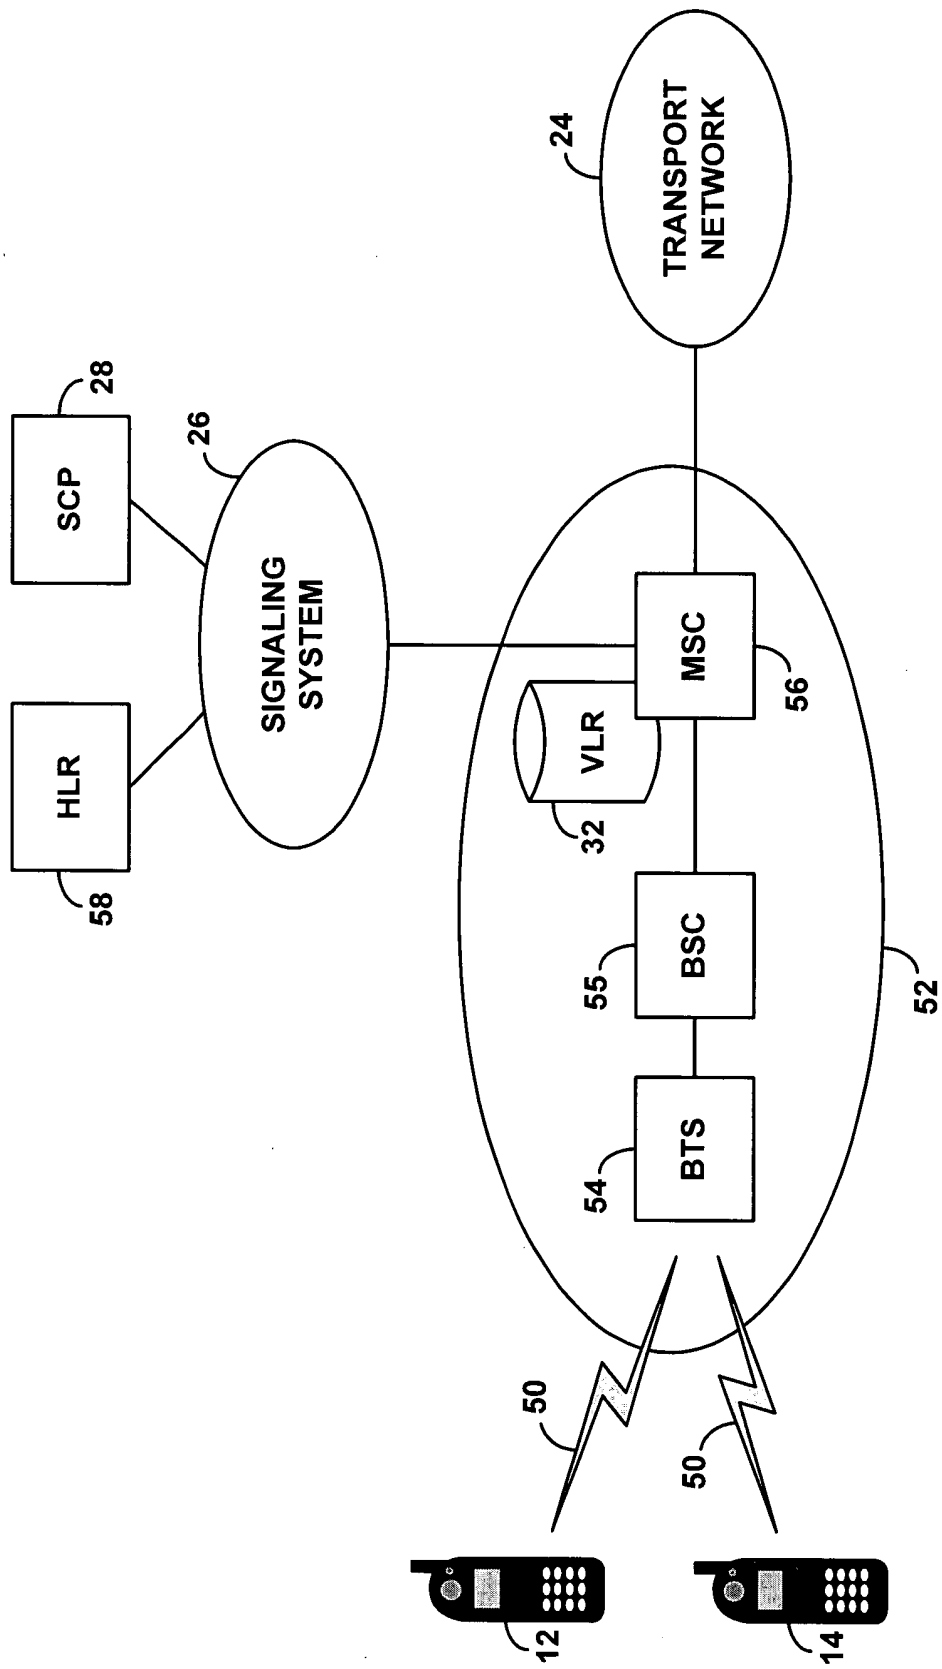 HLR
58
SCP
28
SIGNALING
SYSTEM
26
12
14
50
50
BTS
54
BSC
55
VLR
32
MSC
56
52
TRANSPORT
NETWORK
24